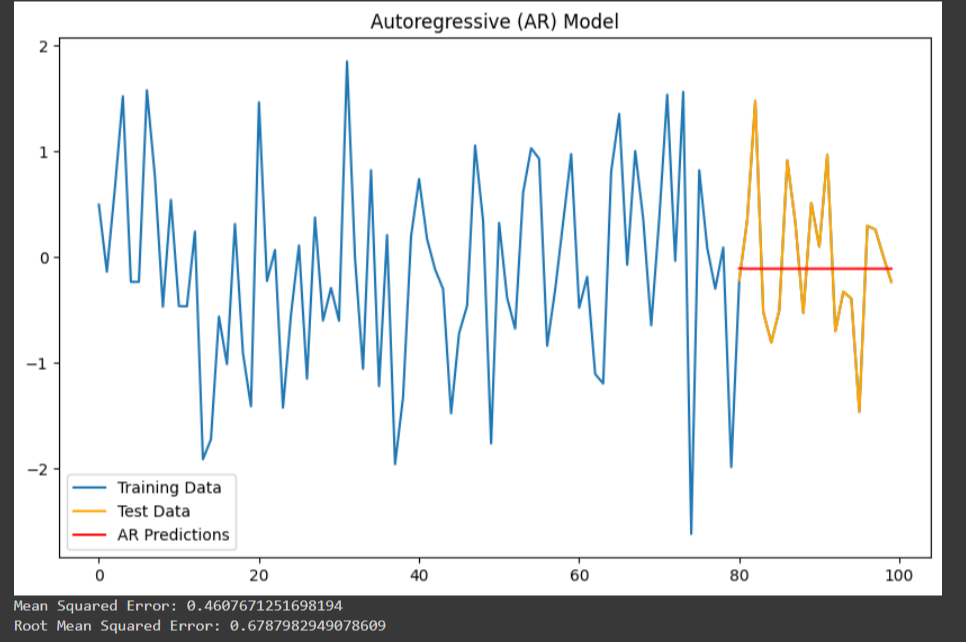 Autoregressive (AR) Model
2
1
0
−1
−2
Training Data
Test Data
AR Predictions
0 20 40 60 80 100
Mean Squared Error: 0.4607671251698194
Root Mean Squared Error: 0.6787982949078609